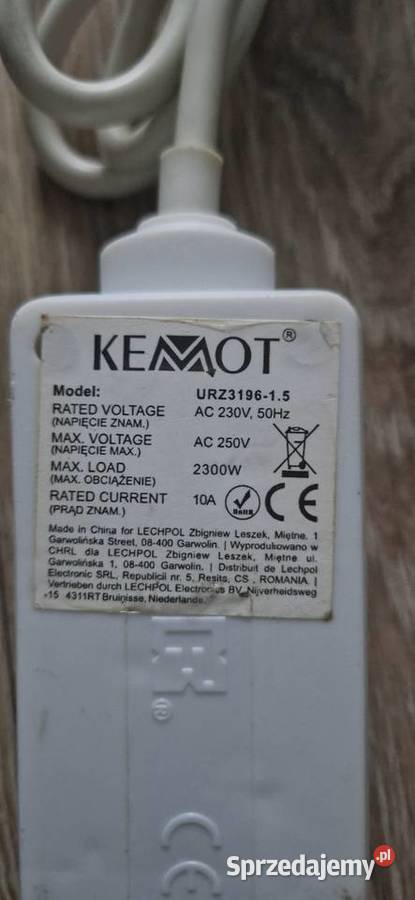 KEMOT®
Model: URZ3196-1.5
RATED VOLTAGE AC 230V, 50Hz
(NAPIĘCIE ZNAM.)
MAX. VOLTAGE AC 250V
(NAPIĘCIE MAX.)
MAX. LOAD 2300W
(MAX. OBCIĄŻENIE)
RATED CURRENT 10A
(PRĄD ZNAM.)
RoHS CE
Made in China for LECHPOL Zbigniew Leszek, Miętne, 1
Garwolińska Street, 08-400 Garwolin. | Wyprodukowano w
CHRL dla LECHPOL Zbigniew Leszek, Miętne ul.
Garwolińska 1, 08-400 Garwolin. | Distribuit de Lechpol
Electronic SRL, Republicii nr. 5, Resita, CS, ROMANIA. |
Vertrieben durch LECHPOL Electronics BV, Nijverheidsweg
15 4311RT Bruinisse, Niederlande.
CE
Sprzedajemy.pl